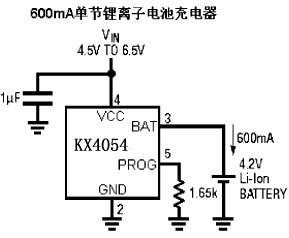 600mA单节锂离子电池充电器
VIN
4.5V TO 6.5V
1μF
4
VCC
3
BAT
KX4054
600mA
5
PROG
4.2V
Li-Ion
BATTERY
1.65k
GND
2